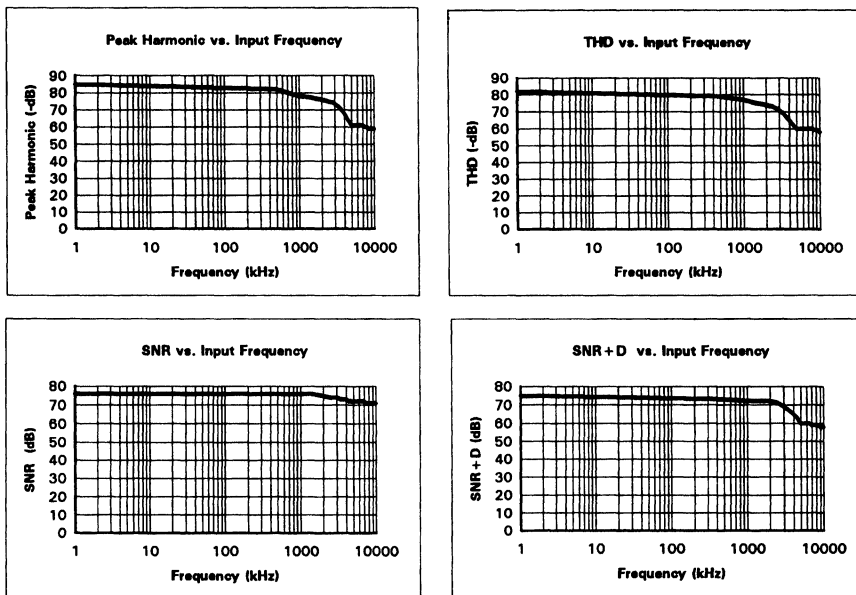 Peak Harmonic vs. Input Frequency
Peak Harmonic (-dB)
90
80
70
60
50
40
30
20
10
0
1 10 100 1000 10000
Frequency (kHz)
THD vs. Input Frequency
THD (-dB)
90
80
70
60
50
40
30
20
10
0
1 10 100 1000 10000
Frequency (kHz)
SNR vs. Input Frequency
SNR (dB)
80
70
60
50
40
30
20
10
0
1 10 100 1000 10000
Frequency (kHz)
SNR+D vs. Input Frequency
SNR+D (dB)
80
70
60
50
40
30
20
10
0
1 10 100 1000 10000
Frequency (kHz)